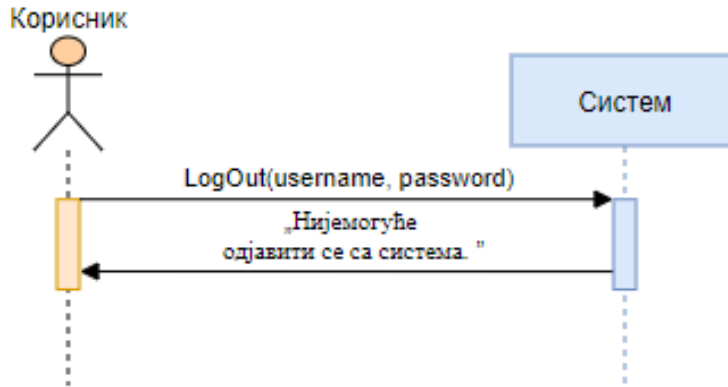 Корисник
Систем
LogOut(username, password)
„Нијемогуће
одјавити се са система. ”